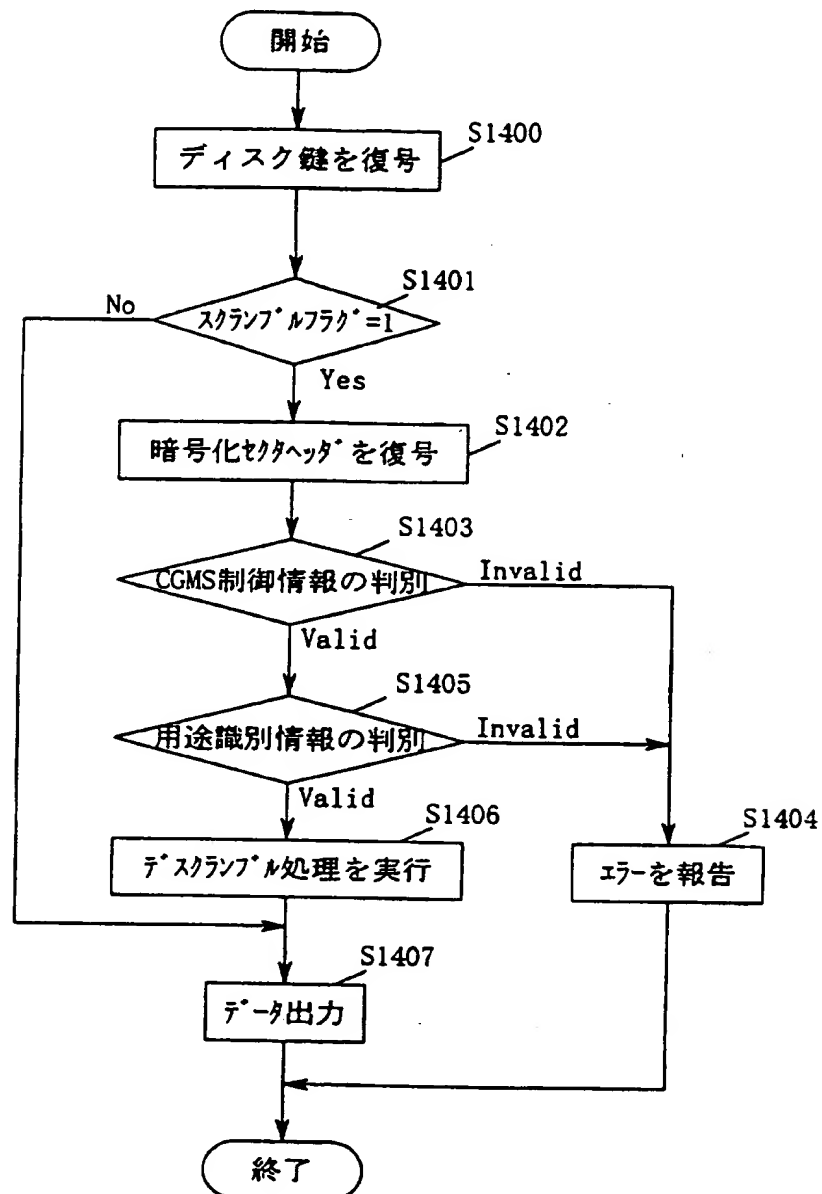 開始
S1400
ディスク鍵を復号
S1401
No
ｽｸﾗﾝﾌﾞﾙﾌﾗｸﾞ=1
Yes
S1402
暗号化ｾｸﾀﾍｯﾀﾞを復号
S1403
CGMS制御情報の判別
Invalid
Valid
S1405
用途識別情報の判別
Invalid
Valid
S1406
ﾃﾞｽｸﾗﾝﾌﾞﾙ処理を実行
S1404
ｴﾗｰを報告
S1407
ﾃﾞｰﾀ出力
終了